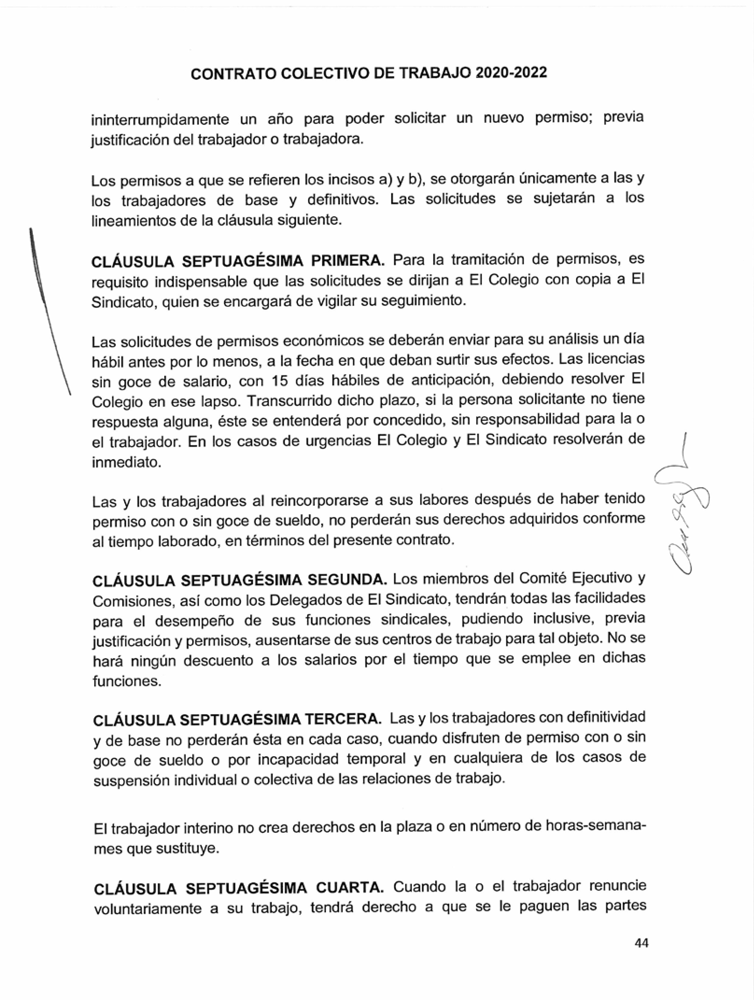 CONTRATO COLECTIVO DE TRABAJO 2020-2022
ininterrumpidamente un año para poder solicitar un nuevo permiso; previa
justificación del trabajador o trabajadora.
Los permisos a que se refieren los incisos a) y b), se otorgarán únicamente a las y
los trabajadores de base y definitivos. Las solicitudes se sujetarán a los
lineamientos de la cláusula siguiente.
CLÁUSULA SEPTUAGÉSIMA PRIMERA. Para la tramitación de permisos, es
requisito indispensable que las solicitudes se dirijan a El Colegio con copia a El
Sindicato, quien se encargará de vigilar su seguimiento.
Las solicitudes de permisos económicos se deberán enviar para su análisis un día
hábil antes por lo menos, a la fecha en que deban surtir sus efectos. Las licencias
sin goce de salario, con 15 días hábiles de anticipación, debiendo resolver El
Colegio en ese lapso. Transcurrido dicho plazo, si la persona solicitante no tiene
respuesta alguna, éste se entenderá por concedido, sin responsabilidad para la o
el trabajador. En los casos de urgencias El Colegio y El Sindicato resolverán de
inmediato.
Las y los trabajadores al reincorporarse a sus labores después de haber tenido
permiso con o sin goce de sueldo, no perderán sus derechos adquiridos conforme
al tiempo laborado, en términos del presente contrato.
CLÁUSULA SEPTUAGÉSIMA SEGUNDA. Los miembros del Comité Ejecutivo y
Comisiones, así como los Delegados de El Sindicato, tendrán todas las facilidades
para el desempeño de sus funciones sindicales, pudiendo inclusive, previa
justificación y permisos, ausentarse de sus centros de trabajo para tal objeto. No se
hará ningún descuento a los salarios por el tiempo que se emplee en dichas
funciones.
CLÁUSULA SEPTUAGÉSIMA TERCERA. Las y los trabajadores con definitividad
y de base no perderán ésta en cada caso, cuando disfruten de permiso con o sin
goce de sueldo o por incapacidad temporal y en cualquiera de los casos de
suspensión individual o colectiva de las relaciones de trabajo.
El trabajador interino no crea derechos en la plaza o en número de horas-semana-
mes que sustituye.
CLÁUSULA SEPTUAGÉSIMA CUARTA. Cuando la o el trabajador renuncie
voluntariamente a su trabajo, tendrá derecho a que se le paguen las partes
44